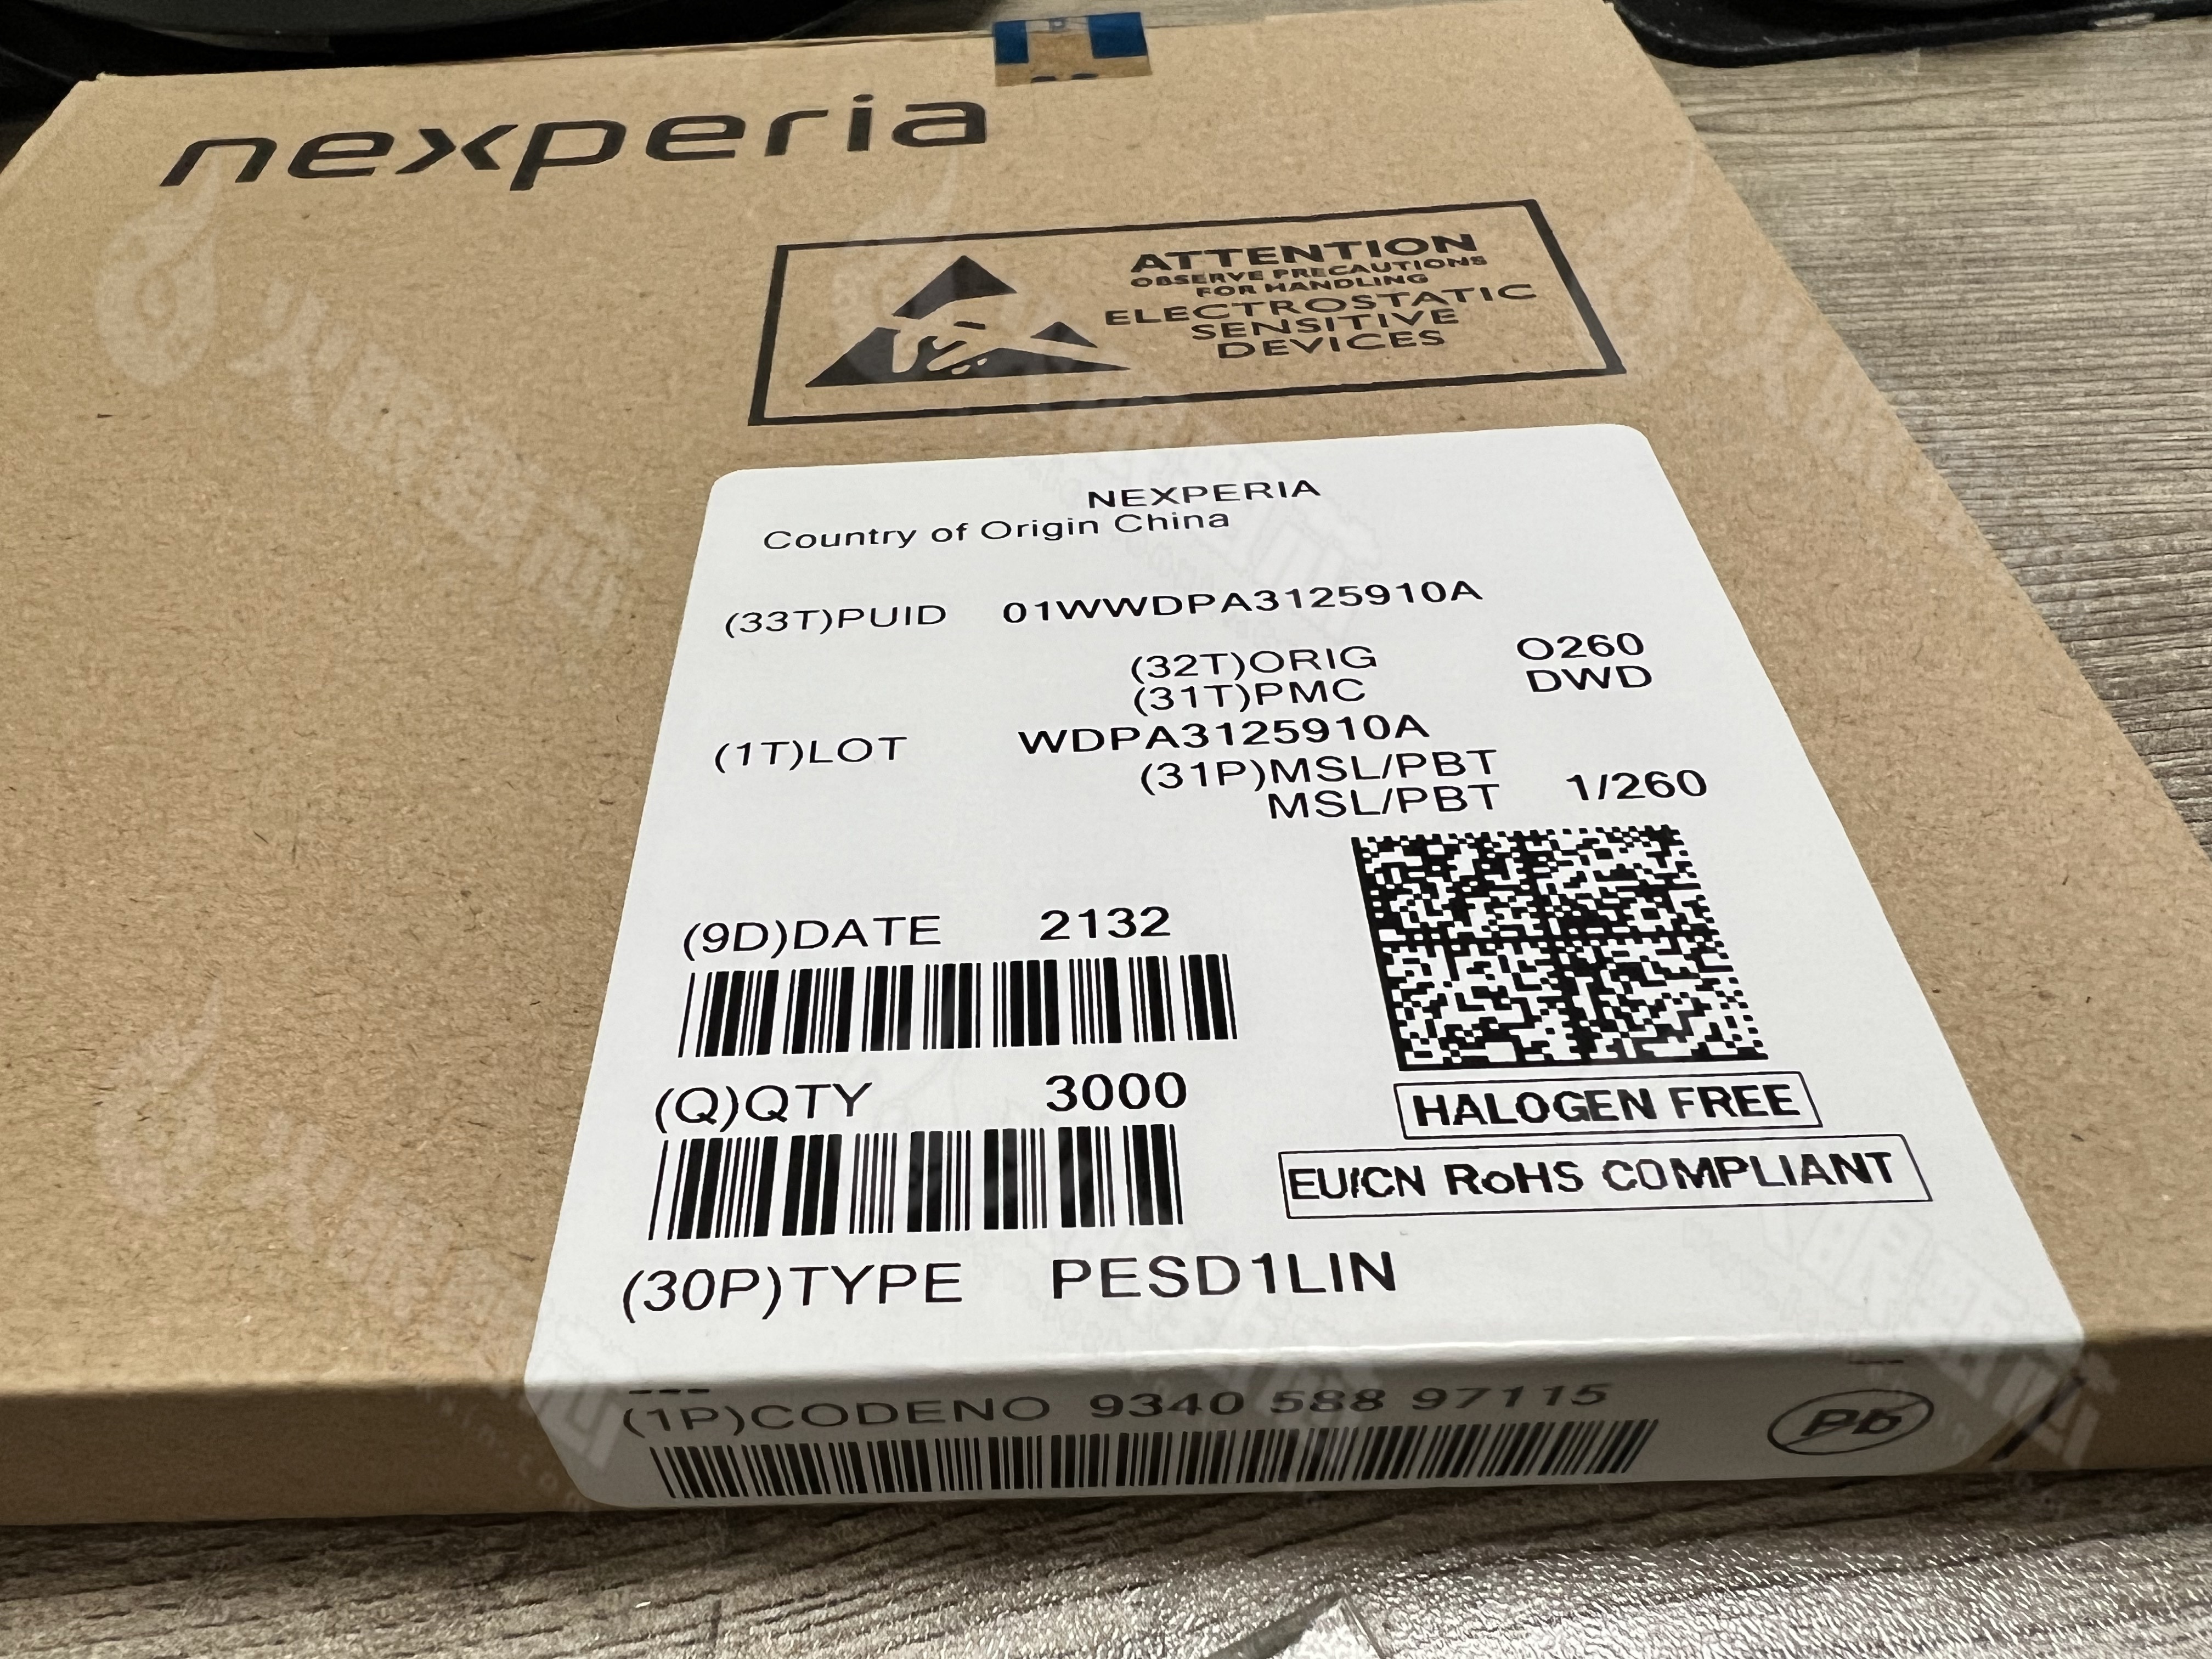 nexperia
ATTENTION
OBSERVE PRECAUTIONS
FOR HANDLING
ELECTROSTATIC
SENSITIVE
DEVICES
NEXPERIA
Country of Origin China
(33T)PUID 01WWDPA3125910A
(32T)ORIG O260
(31T)PMC DWD
(1T)LOT WDPA3125910A
(31P)MSL/PBT
MSL/PBT 1/260
(9D)DATE 2132
(Q)QTY 3000
HALOGEN FREE
EU/CN RoHS COMPLIANT
(30P)TYPE PESD1LIN
(1P)CODENO 9340 588 97115
Pb